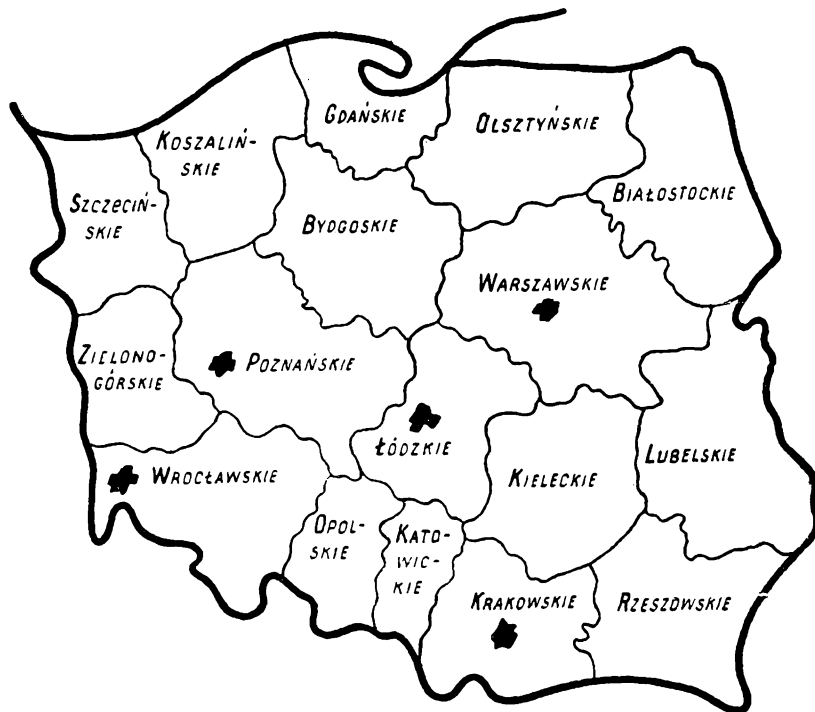 GDAŃSKIE
OLSZTYŃSKIE
KOSZALIŃ-
SKIE
BIAŁOSTOCKIE
SZCZECIŃ-
SKIE
BYDGOSKIE
WARSZAWSKIE
ZIELONO-
GÓRSKIE
POZNAŃSKIE
ŁÓDZKIE
LUBELSKIE
WROCŁAWSKIE
KIELECKIE
OPOL-
SKIE
KATO-
WIC-
KIE
KRAKOWSKIE
RZESZOWSKIE